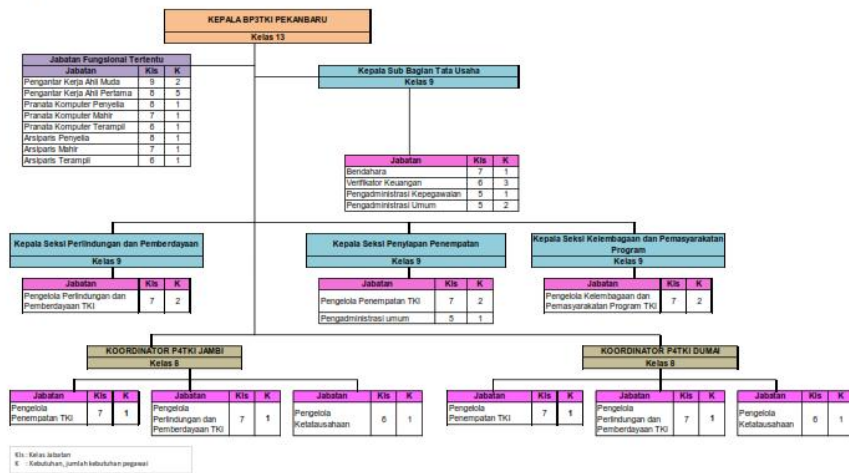 KEPALA BP3TKI PEKANBARU
Kelas 13
Jabatan Fungsional Tertentu
Jabatan Kls K
Pengantar Kerja Ahli Muda 9 2
Pengantar Kerja Ahli Pertama 8 5
Pranata Komputer Penyelia 8 1
Pranata Komputer Mahir 7 1
Pranata Komputer Terampil 6 1
Arsiparis Penyelia 8 1
Arsiparis Mahir 7 1
Arsiparis Terampil 6 1
Kepala Sub Bagian Tata Usaha
Kelas 9
Jabatan Kls K
Bendahara 7 1
Verifikator Keuangan 6 3
Pengadministrasi Kepegawaian 5 1
Pengadministrasi Umum 5 2
Kepala Seksi Perlindungan dan Pemberdayaan
Kelas 9
Jabatan Kls K
Pengelola Perlindungan dan
Pemberdayaan TKI 7 2
Kepala Seksi Penyiapan Penempatan
Kelas 9
Jabatan Kls K
Pengelola Penempatan TKI 7 2
Pengadministrasi umum 5 1
Kepala Seksi Kelembagaan dan Pemasyarakatan
Program
Kelas 9
Jabatan Kls K
Pengelola Kelembagaan dan
Pemasyarakatan Program TKI 7 2
KOORDINATOR P4TKI JAMBI
Kelas 8
Jabatan Kls K
Pengelola
Penempatan TKI 7 1
Jabatan Kls K
Pengelola
Perlindungan dan
Pemberdayaan TKI 7 1
Jabatan Kls K
Pengelola
Ketatausahaan 6 1
KOORDINATOR P4TKI DUMAI
Kelas 8
Jabatan Kls K
Pengelola
Penempatan TKI 7 1
Jabatan Kls K
Pengelola
Perlindungan dan
Pemberdayaan TKI 7 1
Jabatan Kls K
Pengelola
Ketatausahaan 6 1
Kls : Kelas Jabatan
K : Kebutuhan, jumlah kebutuhan pegawai